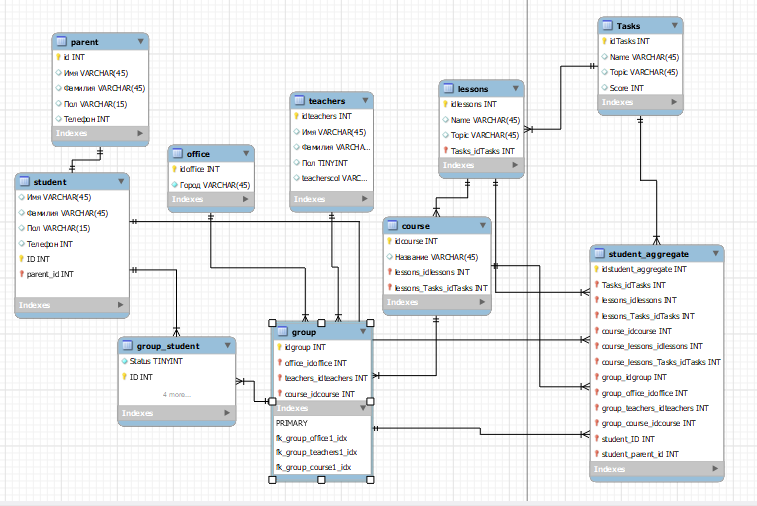 parent
id INT
Имя VARCHAR(45)
Фамилия VARCHAR(45)
Пол VARCHAR(15)
Телефон INT
Indexes
student
Имя VARCHAR(45)
Фамилия VARCHAR(45)
Пол VARCHAR(15)
Телефон INT
ID INT
parent_id INT
Indexes
office
idoffice INT
Город VARCHAR(45)
Indexes
teachers
idteachers INT
Имя VARCHAR(45)
Фамилия VARCHA...
Пол TINYINT
teacherscol VARC...
Indexes
lessons
idlessons INT
Name VARCHAR(45)
Topic VARCHAR(45)
Tasks_idTasks INT
Indexes
Tasks
idTasks INT
Name VARCHAR(45)
Topic VARCHAR(45)
Score INT
Indexes
course
idcourse INT
Название VARCHAR(45)
lessons_idlessons INT
lessons_Tasks_idTasks INT
Indexes
group_student
Status TINYINT
ID INT
4 more...
Indexes
group
idgroup INT
office_idoffice INT
teachers_idteachers INT
course_idcourse INT
Indexes
PRIMARY
fk_group_office1_idx
fk_group_teachers1_idx
fk_group_course1_idx
student_aggregate
idstudent_aggregate INT
Tasks_idTasks INT
lessons_idlessons INT
lessons_Tasks_idTasks INT
course_idcourse INT
course_lessons_idlessons INT
course_lessons_Tasks_idTasks INT
group_idgroup INT
group_office_idoffice INT
group_teachers_idteachers INT
group_course_idcourse INT
student_ID INT
student_parent_id INT
Indexes